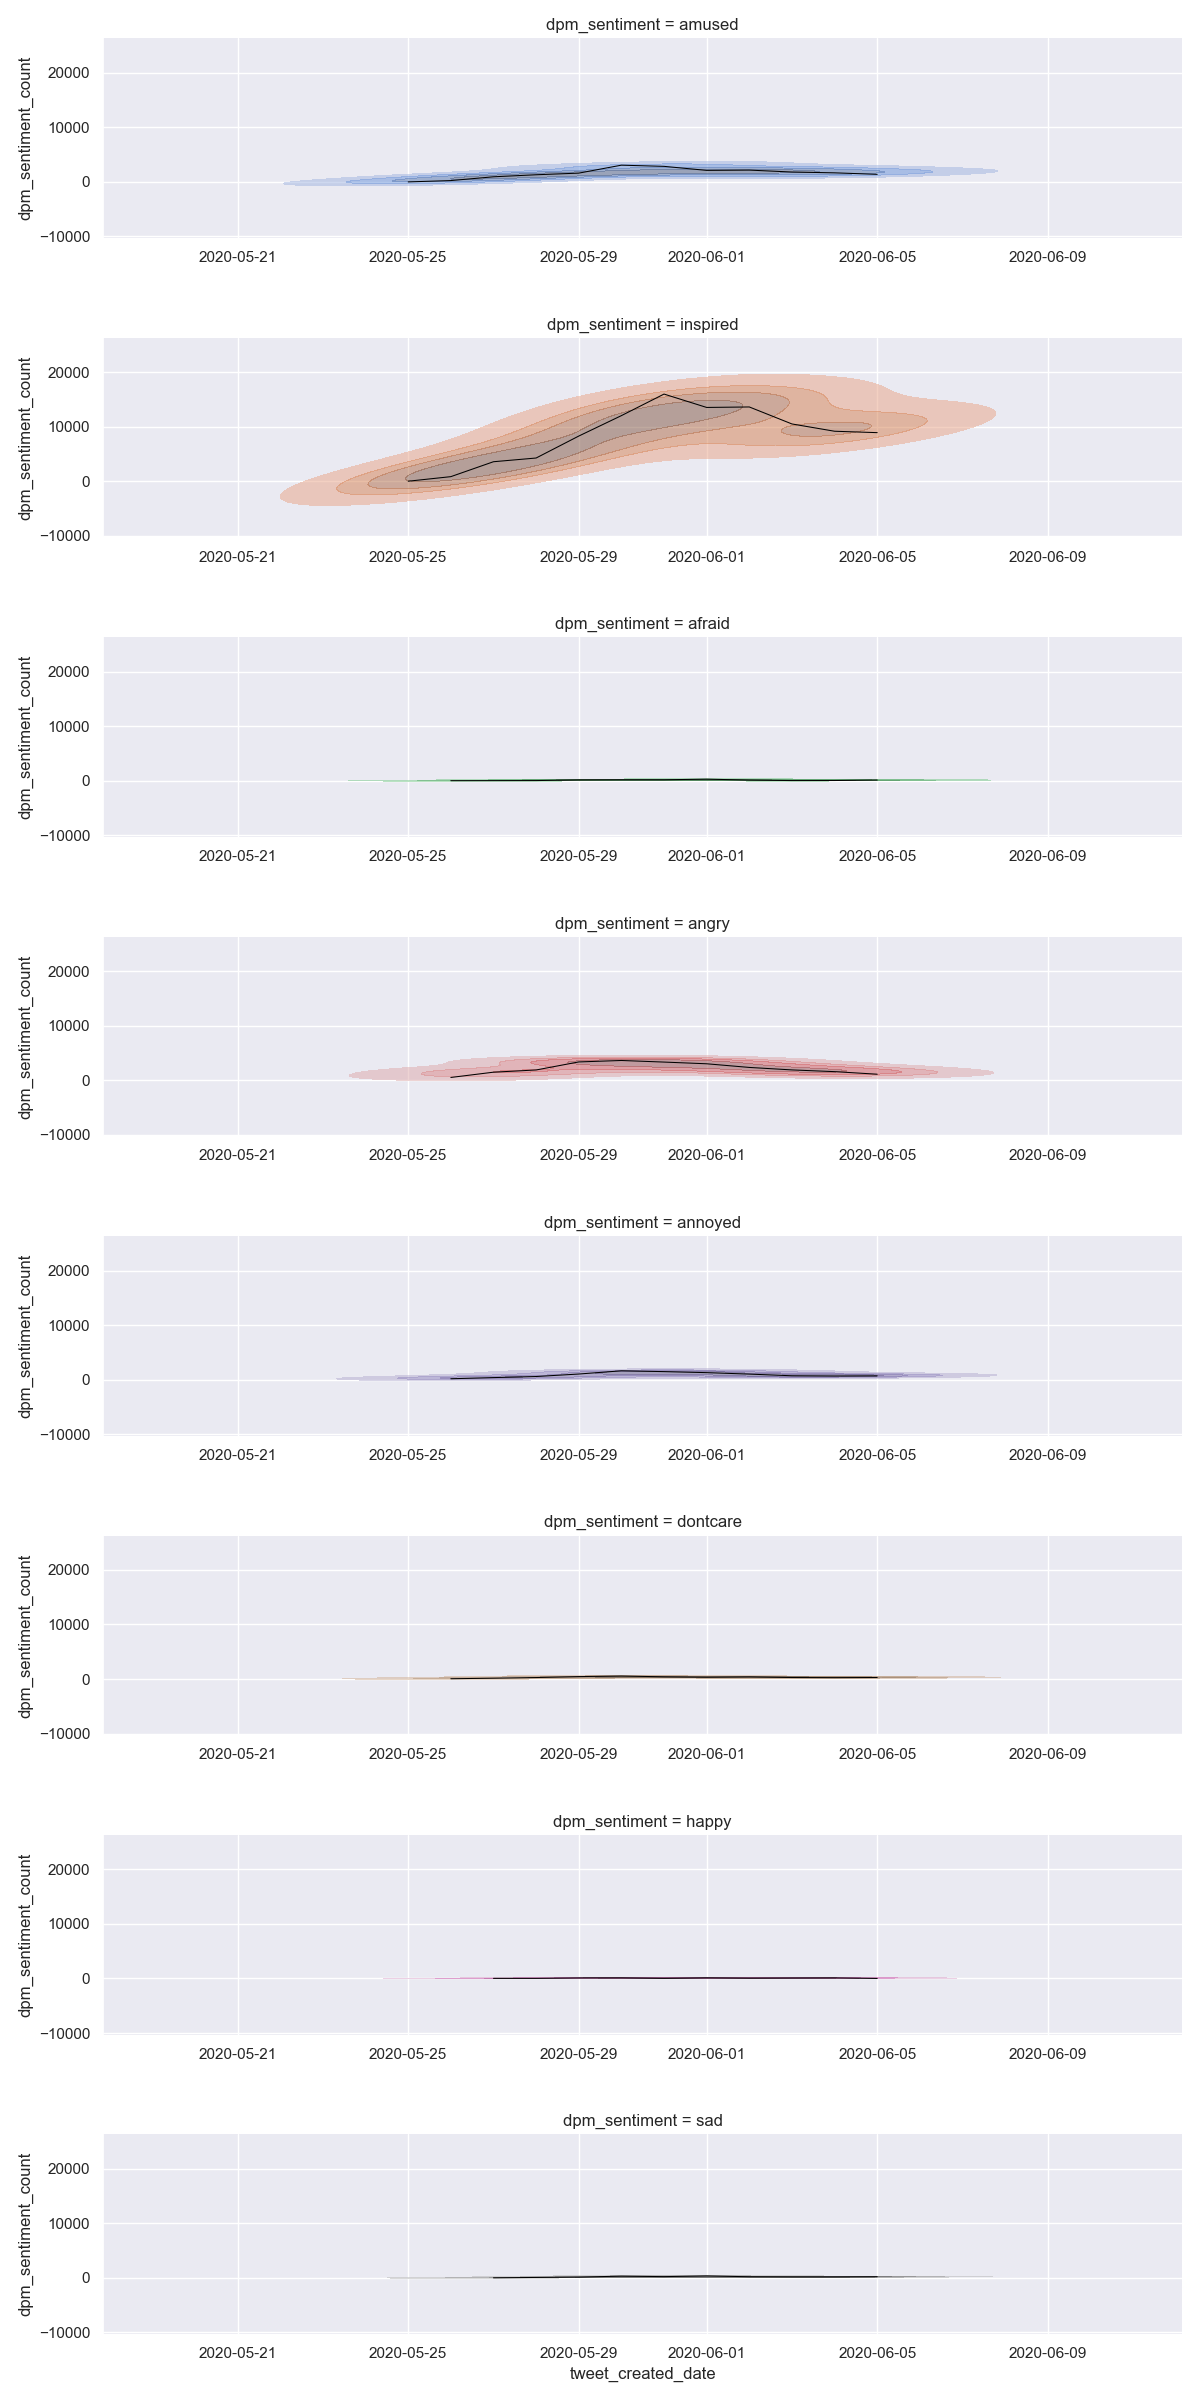 dpm_sentiment = amused
dpm_sentiment_count
20000
10000
0
−10000
2020-05-21 2020-05-25 2020-05-29 2020-06-01 2020-06-05 2020-06-09
dpm_sentiment = inspired
dpm_sentiment_count
20000
10000
0
−10000
2020-05-21 2020-05-25 2020-05-29 2020-06-01 2020-06-05 2020-06-09
dpm_sentiment = afraid
dpm_sentiment_count
20000
10000
0
−10000
2020-05-21 2020-05-25 2020-05-29 2020-06-01 2020-06-05 2020-06-09
dpm_sentiment = angry
dpm_sentiment_count
20000
10000
0
−10000
2020-05-21 2020-05-25 2020-05-29 2020-06-01 2020-06-05 2020-06-09
dpm_sentiment = annoyed
dpm_sentiment_count
20000
10000
0
−10000
2020-05-21 2020-05-25 2020-05-29 2020-06-01 2020-06-05 2020-06-09
dpm_sentiment = dontcare
dpm_sentiment_count
20000
10000
0
−10000
2020-05-21 2020-05-25 2020-05-29 2020-06-01 2020-06-05 2020-06-09
dpm_sentiment = happy
dpm_sentiment_count
20000
10000
0
−10000
2020-05-21 2020-05-25 2020-05-29 2020-06-01 2020-06-05 2020-06-09
dpm_sentiment = sad
dpm_sentiment_count
20000
10000
0
−10000
2020-05-21 2020-05-25 2020-05-29 2020-06-01 2020-06-05 2020-06-09
tweet_created_date